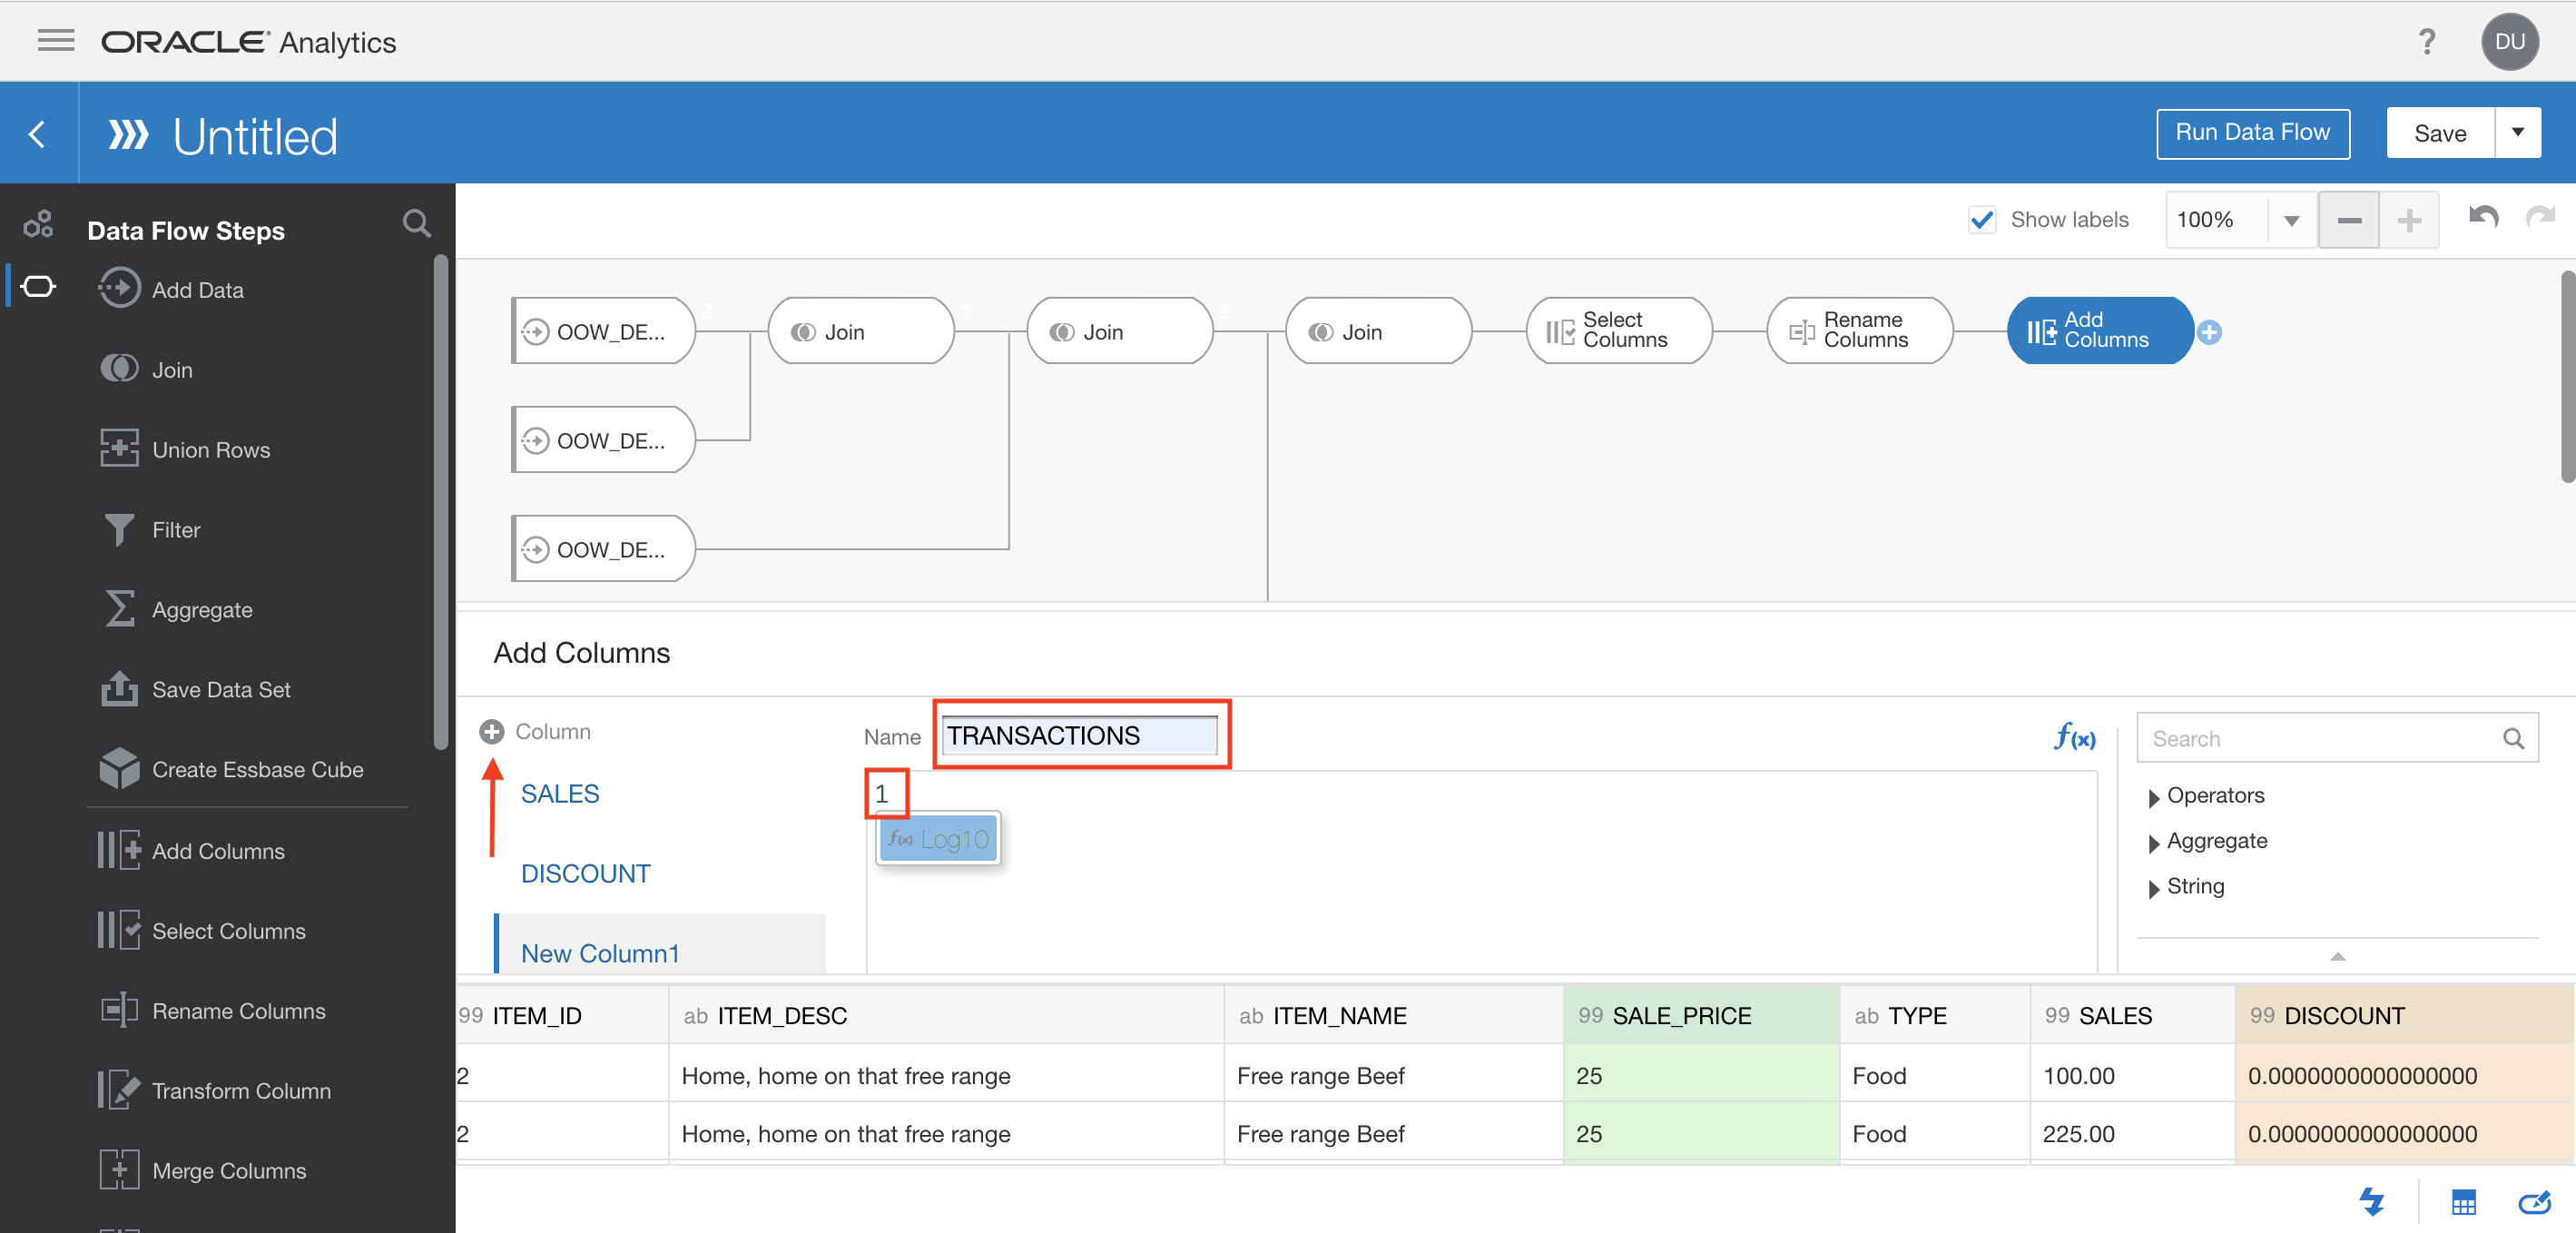 ORACLE® Analytics
?
DU
Untitled
Run Data Flow
Save
Data Flow Steps
Add Data
Join
Union Rows
Filter
Aggregate
Save Data Set
Create Essbase Cube
Add Columns
Select Columns
Rename Columns
Transform Column
Merge Columns
Show labels
100%
OOW_DE...
2
Join
2
Join
2
Join
Select
Columns
Rename
Columns
Add
Columns
OOW_DE...
OOW_DE...
Add Columns
Column
SALES
DISCOUNT
New Column1
Name
TRANSACTIONS
f(x)
1
f(x) Log10
Search
Operators
Aggregate
String
99 ITEM_ID
ab ITEM_DESC
ab ITEM_NAME
99 SALE_PRICE
ab TYPE
99 SALES
99 DISCOUNT
2
Home, home on that free range
Free range Beef
25
Food
100.00
0.0000000000000000
2
Home, home on that free range
Free range Beef
25
Food
225.00
0.0000000000000000